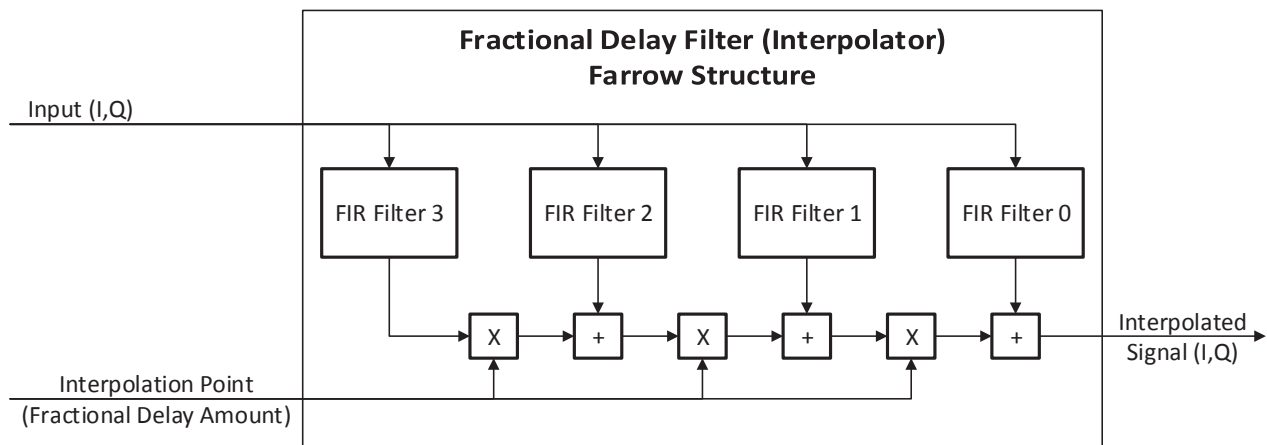 Fractional Delay Filter (Interpolator)
Farrow Structure
Input (I,Q)
FIR Filter 3
FIR Filter 2
FIR Filter 1
FIR Filter 0
X
+
X
+
X
+
Interpolated
Signal (I,Q)
Interpolation Point
(Fractional Delay Amount)